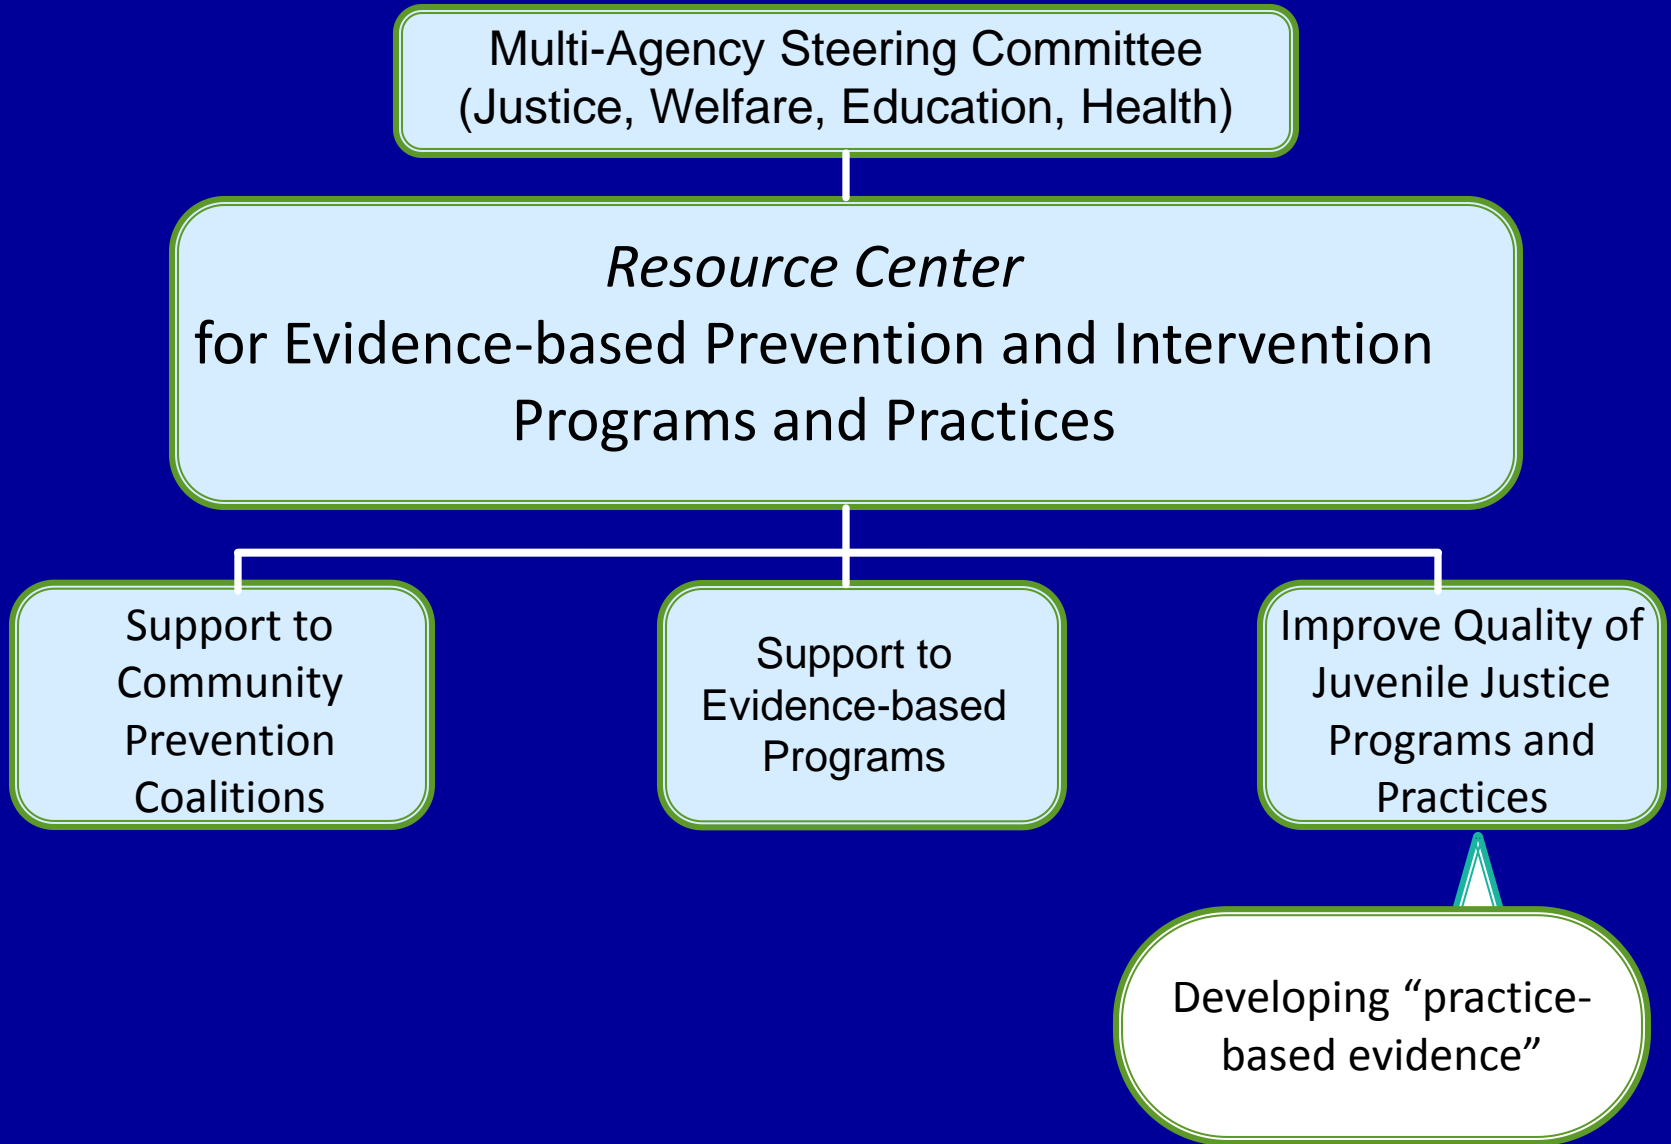 Multi-Agency Steering Committee
(Justice, Welfare, Education, Health)
Resource Center
for Evidence-based Prevention and Intervention
Programs and Practices
Support to
Community
Prevention
Coalitions
Support to
Evidence-based
Programs
Improve Quality of
Juvenile Justice
Programs and
Practices
Developing “practice-
based evidence”